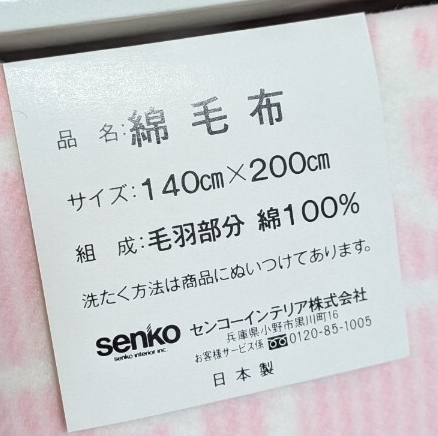 品 名：綿毛布
サイズ：140㎝×200㎝
組 成：毛羽部分 綿100％
洗たく方法は商品にぬいつけてあります。
senko センコーインテリア株式会社
senko interior inc. 兵庫県小野市黒川町16
お客様サービス係 0120-85-1005
日本製